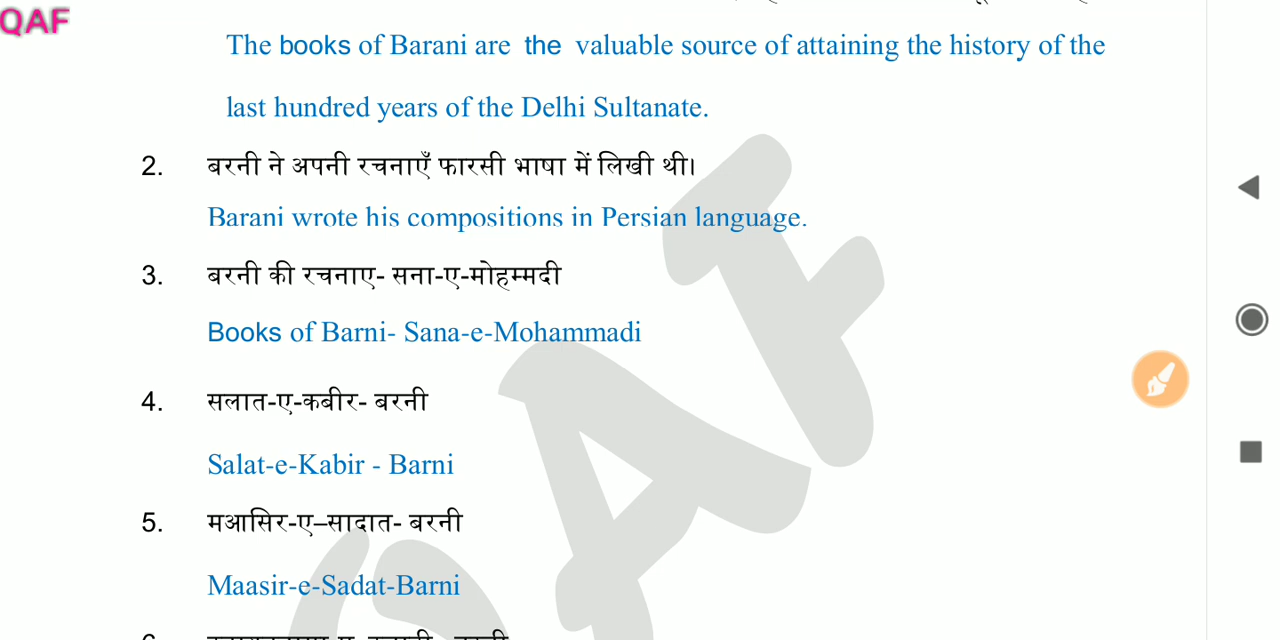 QAF
The books of Barani are the valuable source of attaining the history of the
last hundred years of the Delhi Sultanate.
2. बरनी ने अपनी रचनाएँ फारसी भाषा में लिखी थी।
Barani wrote his compositions in Persian language.
3. बरनी की रचनाए- सना-ए-मोहम्मदी
Books of Barni- Sana-e-Mohammadi
4. सलात-ए-कबीर- बरनी
Salat-e-Kabir - Barni
5. मआसिर-ए–सादात- बरनी
Maasir-e-Sadat-Barni
QAF